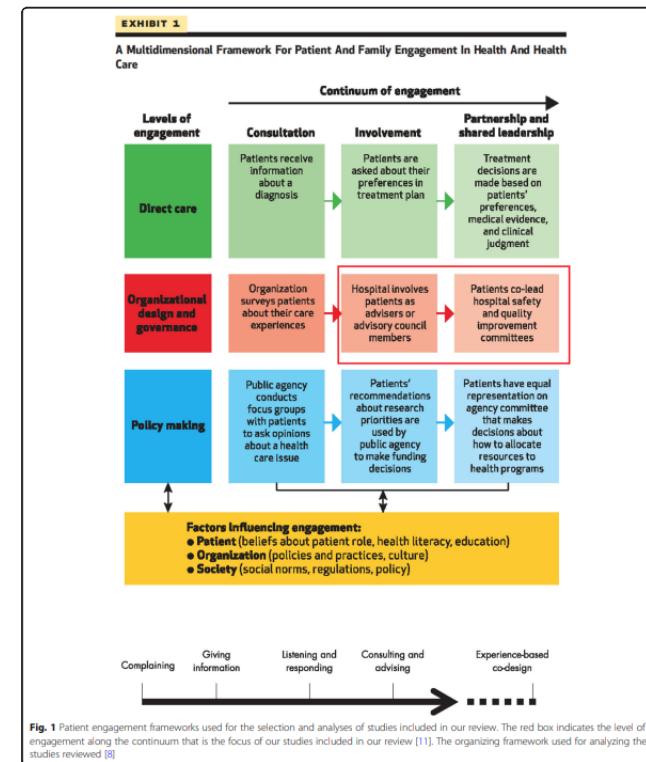 EXHIBIT 1
A Multidimensional Framework For Patient And Family Engagement In Health And Health
Care
Continuum of engagement
Levels of
engagement
Consultation
Involvement
Partnership and
shared leadership
Direct care
Patients receive
information
about a
diagnosis
Patients are
asked about their
preferences in
treatment plan
Treatment
decisions are
made based on
patients'
preferences,
medical evidence,
and clinical
judgment
Organizational
design and
governance
Organization
surveys patients
about their care
experiences
Hospital involves
patients as
advisers or
advisory council
members
Patients co-lead
hospital safety
and quality
improvement
committees
Policy making
Public agency
conducts
focus groups
with patients
to ask opinions
about a health
care issue
Patients'
recommendations
about research
priorities are
used by
public agency
to make funding
decisions
Patients have equal
representation on
agency committee
that makes
decisions about
how to allocate
resources to
health programs
Factors influencing engagement:
● Patient (beliefs about patient role, health literacy, education)
● Organization (policies and practices, culture)
● Society (social norms, regulations, policy)
Complaining
Giving
information
Listening and
responding
Consulting and
advising
Experience-based
co-design
Fig. 1 Patient engagement frameworks used for the selection and analyses of studies included in our review. The red box indicates the level of
engagement along the continuum that is the focus of our studies included in our review [11]. The organizing framework used for analyzing the
studies reviewed [8]